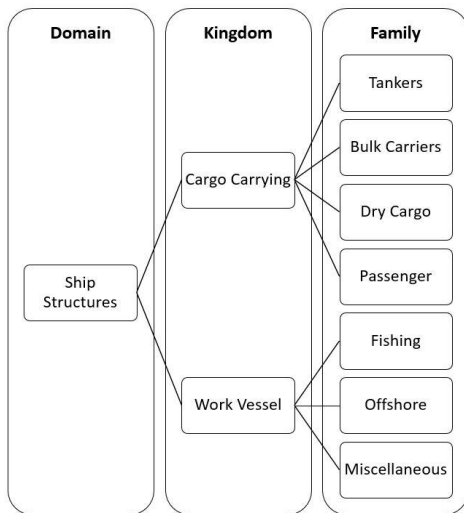 Domain
Kingdom
Family
Ship
Structures
Cargo Carrying
Work Vessel
Tankers
Bulk Carriers
Dry Cargo
Passenger
Fishing
Offshore
Miscellaneous